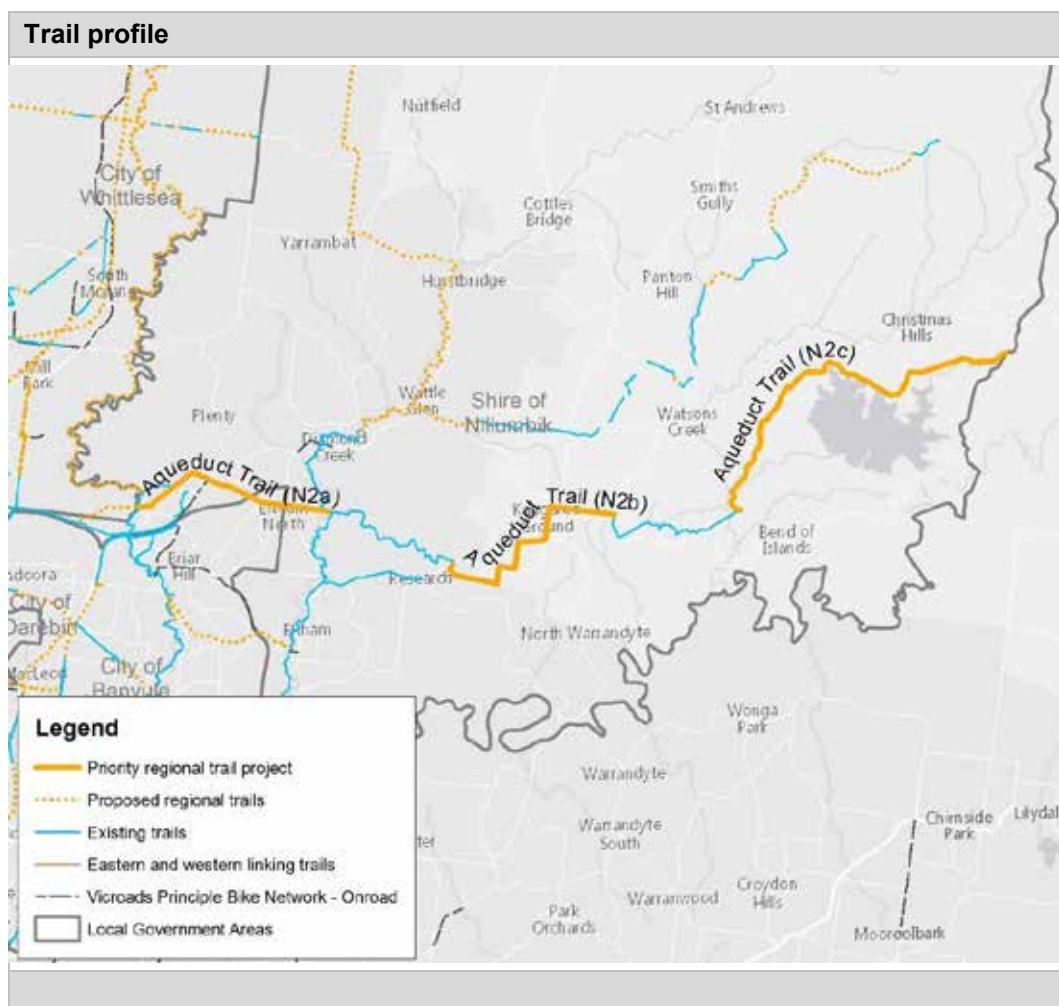 Trail profile
Nutfield
St Andrews
City of
Whittlesea
Smiths
Gully
Cottles
Bridge
Yarrambat
South
Morang
Hurstbridge
Panton
Hill
Christmas
Hills
Mill
Park
Wattle
Glen
Shire of
Nillumbik
Plenty
Watsons
Creek
Aqueduct Trail (N2c)
Diamond
Creek
Aqueduct Trail (N2a)
North
Aqueduct Trail (N2b)
Ground
Bend of
Islands
Briar
Hill
Research
City of
Darebin
Eltham
North Warrandyte
MacLeod
City of
Banyule
Wonga
Park
Warrandyte
Chirnside
Park
Lilydal
Warrandyte
South
ter
Croydon
Hills
Warranwood
Park
Orchards
Mooroolbark
Legend
Priority regional trail project
Proposed regional trails
Existing trails
Eastern and western linking trails
Vicroads Principle Bike Network - Onroad
Local Government Areas